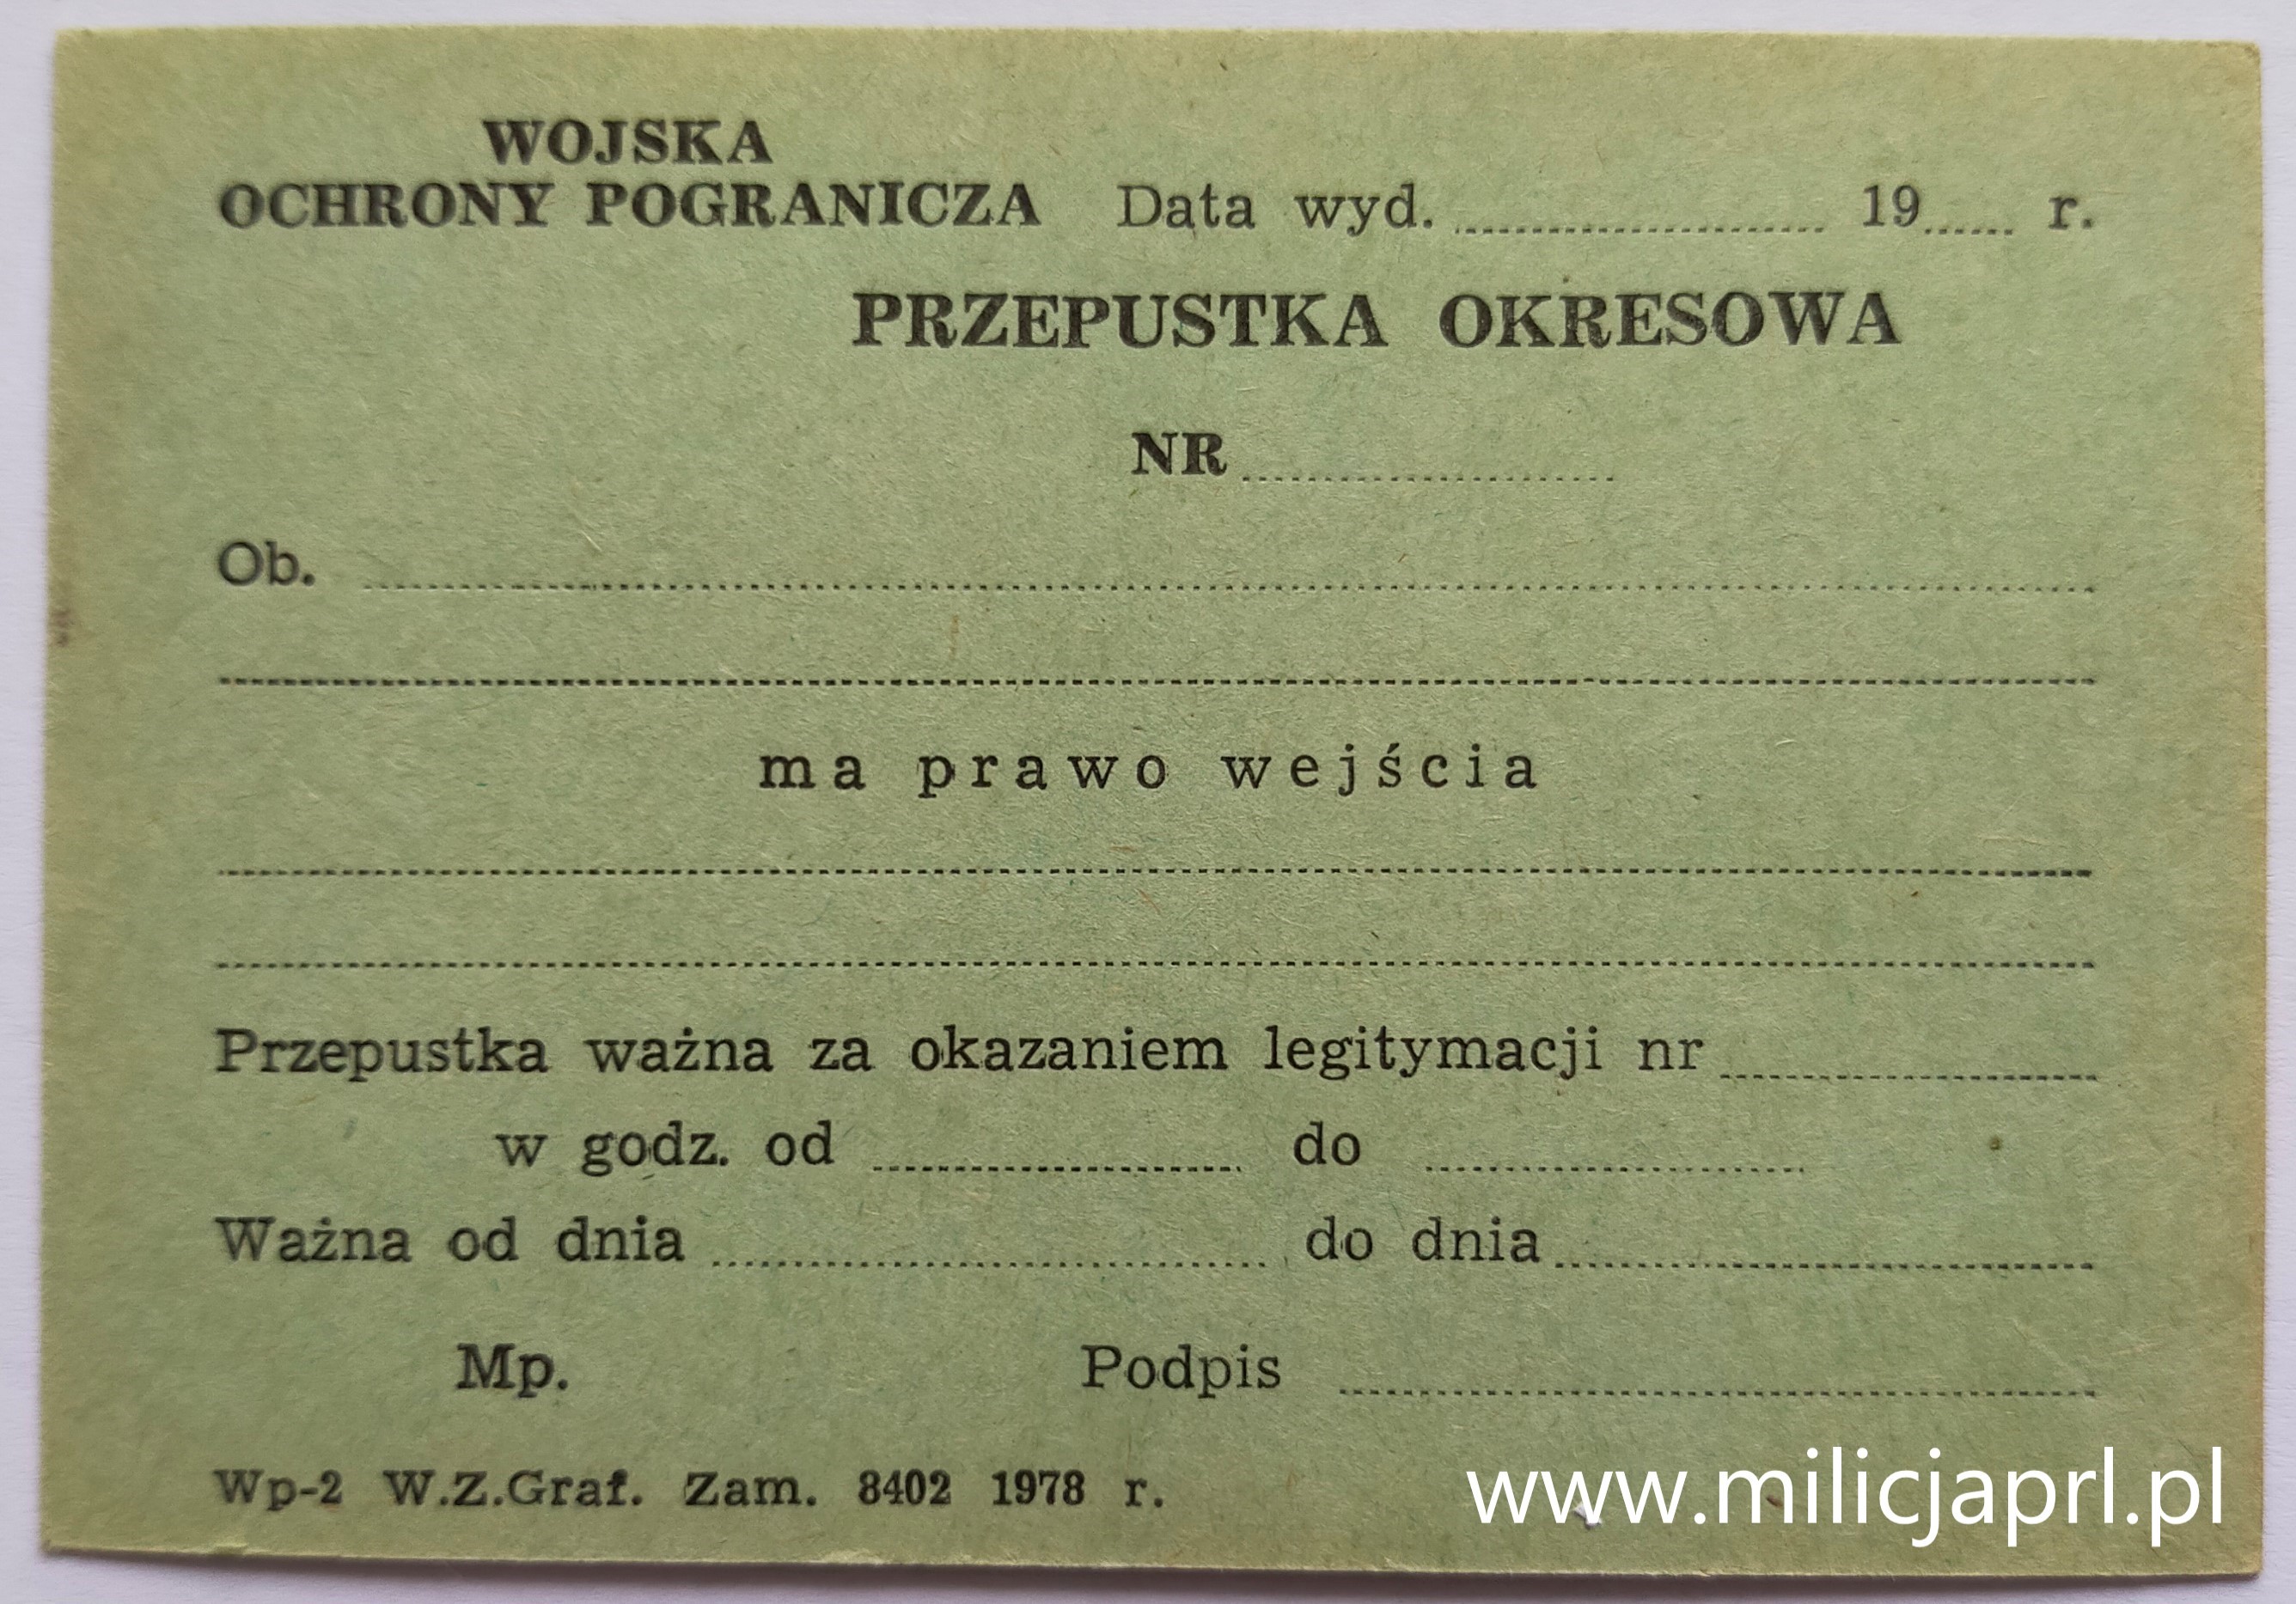 WOJSKA
OCHRONY POGRANICZA Data wyd. ........................ 19...... r.
PRZEPUSTKA OKRESOWA
NR ........................
Ob. ........................
ma prawo wejścia
Przepustka ważna za okazaniem legitymacji nr ........................
w godz. od ........................ do ........................
Ważna od dnia ........................ do dnia ........................
Mp. Podpis ........................
Wp-2 W.Z.Graf. Zam. 8402 1978 r.
www.milicjaprl.pl